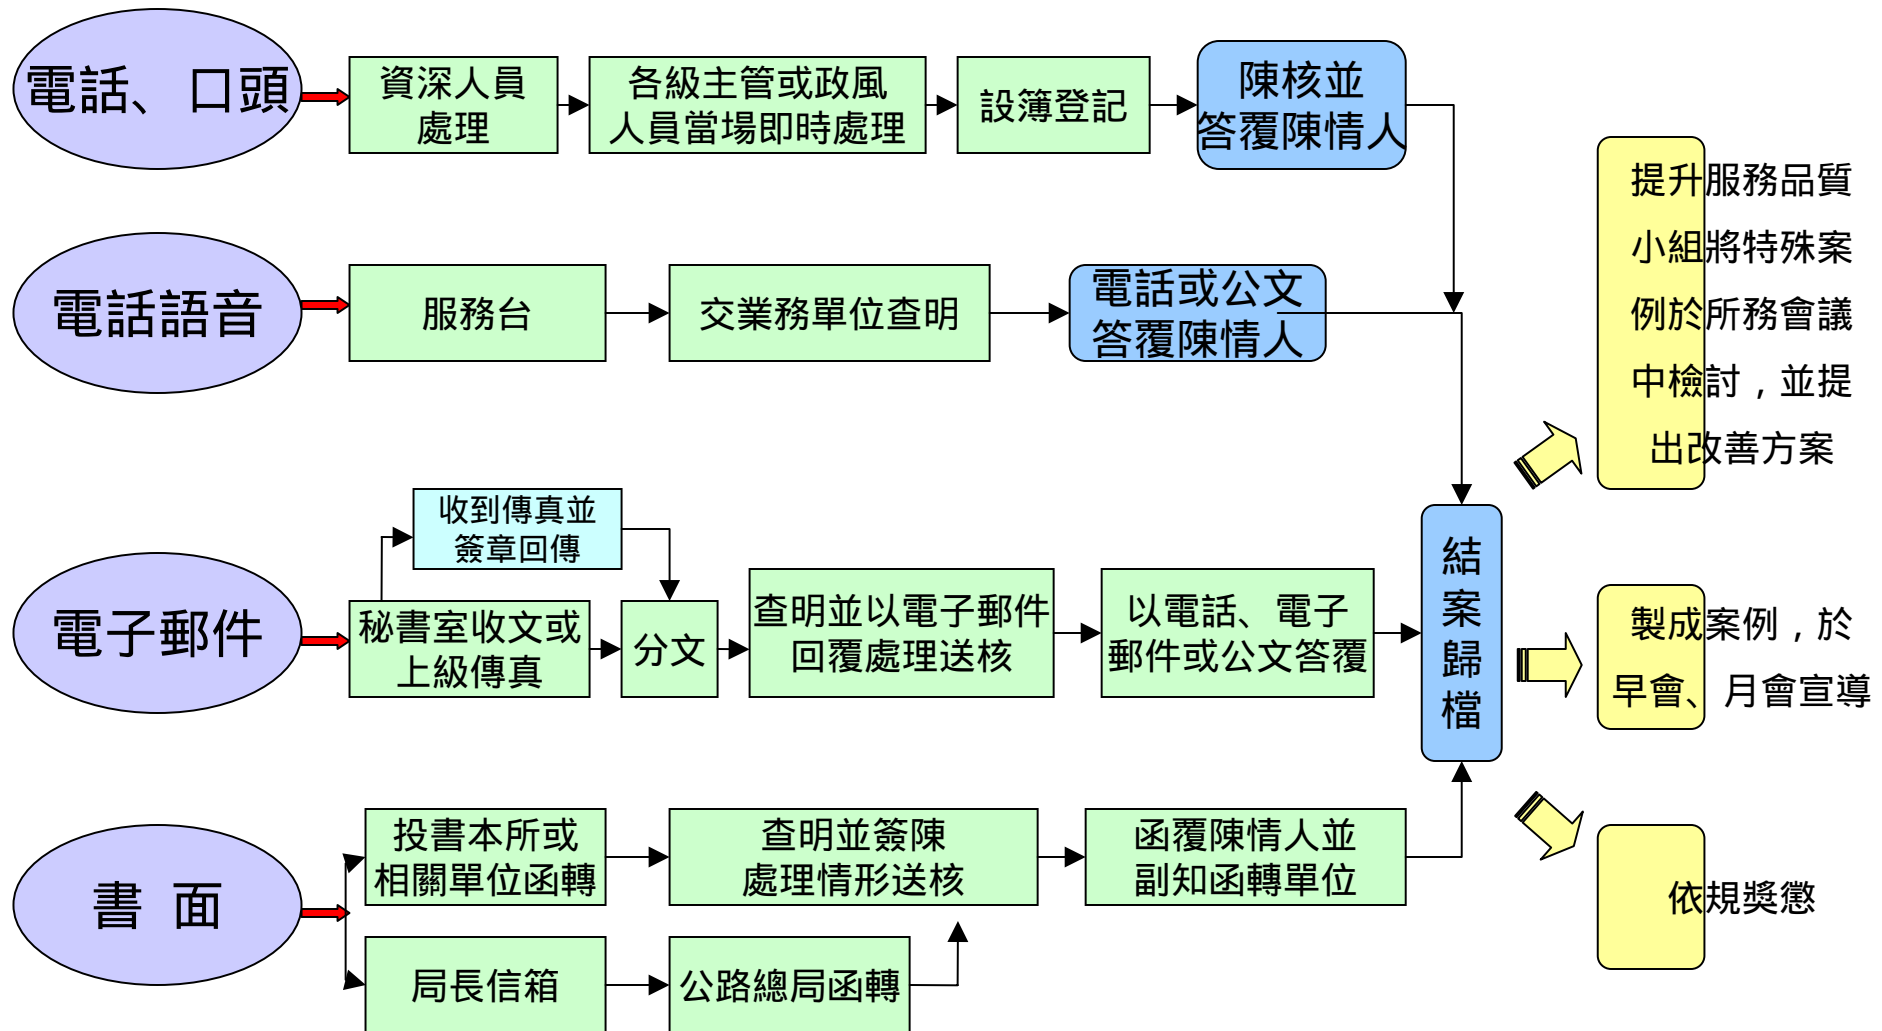 電話、口頭
資深人員
處理
各級主管或政風
人員當場即時處理
設簿登記
陳核並
答覆陳情人
電話語音
服務台
交業務單位查明
電話或公文
答覆陳情人
電子郵件
收到傳真並
簽章回傳
秘書室收文或
上級傳真
分文
查明並以電子郵件
回覆處理送核
以電話、電子
郵件或公文答覆
書 面
投書本所或
相關單位函轉
查明並簽陳
處理情形送核
函覆陳情人並
副知函轉單位
局長信箱
公路總局函轉
結
案
歸
檔
提升服務品質
小組將特殊案
例於所務會議
中檢討，並提
出改善方案
製成案例，於
早會、月會宣導
依規獎懲